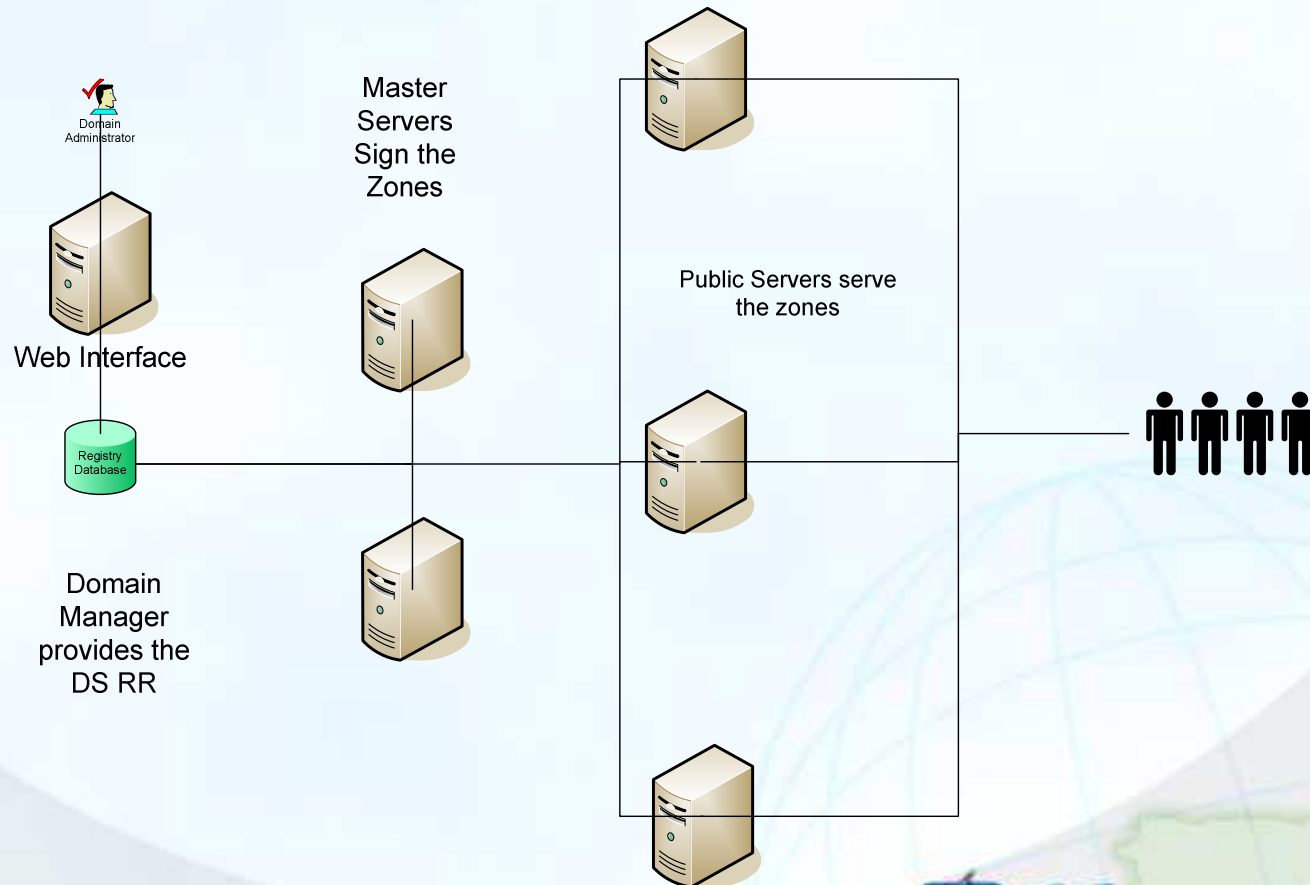 Domain
Administrator
Web Interface
Registry
Database
Domain
Manager
provides the
DS RR
Master
Servers
Sign the
Zones
Public Servers serve
the zones